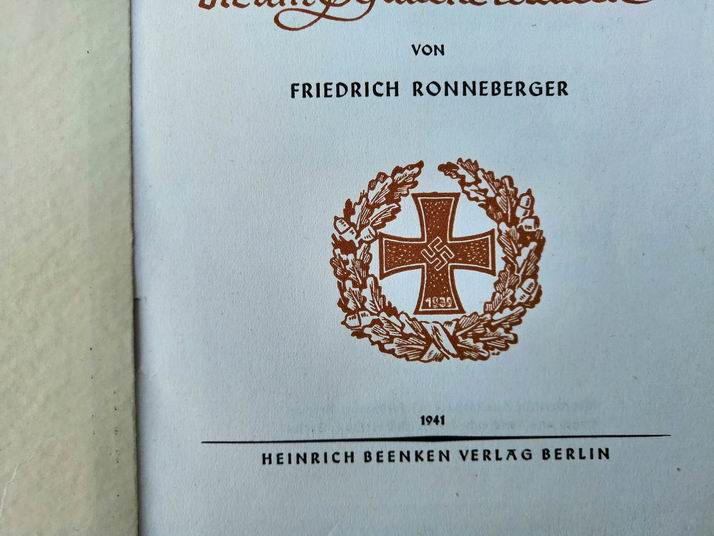 VON
FRIEDRICH RONNEBERGER
1939
1941
HEINRICH BEENKEN VERLAG BERLIN